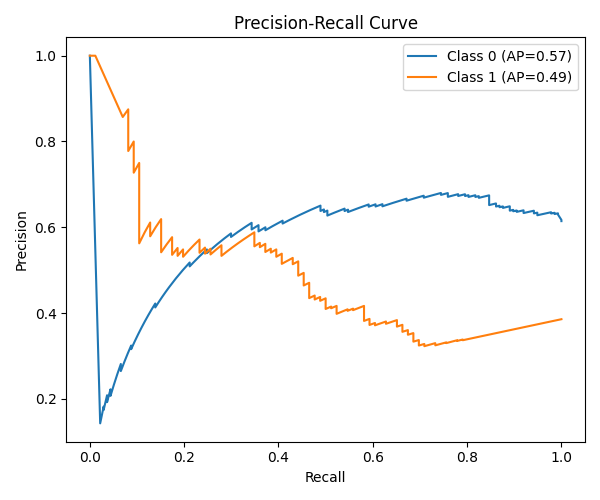 Precision-Recall Curve
Class 0 (AP=0.57)
Class 1 (AP=0.49)
1.0
0.8
0.6
0.4
0.2
Precision
0.0 0.2 0.4 0.6 0.8 1.0
Recall